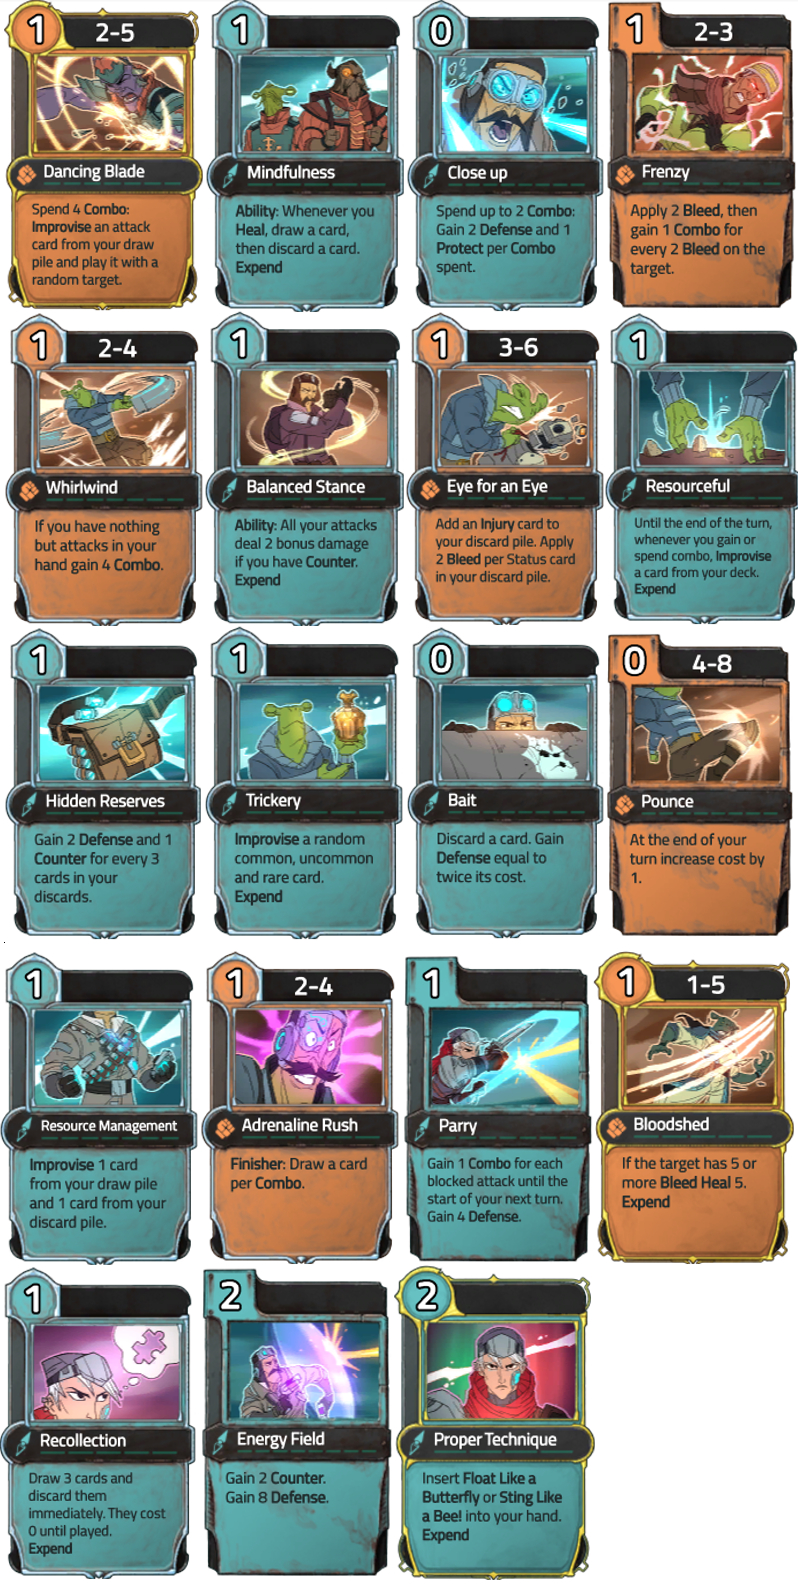 1
2-5
Dancing Blade
Spend 4 Combo:
Improvise an attack
card from your draw
pile and play it with a
random target.
1
Mindfulness
Ability: Whenever you
Heal, draw a card,
then discard a card.
Expend
0
Close up
Spend up to 2 Combo:
Gain 2 Defense and 1
Protect per Combo
spent.
1
2-3
Frenzy
Apply 2 Bleed, then
gain 1 Combo for
every 2 Bleed on the
target.
1
2-4
Whirlwind
If you have nothing
but attacks in your
hand gain 4 Combo.
1
Balanced Stance
Ability: All your attacks
deal 2 bonus damage
if you have Counter.
Expend
1
3-6
Eye for an Eye
Add an Injury card to
your discard pile. Apply
2 Bleed per Status card
in your discard pile.
1
Resourceful
Until the end of the turn,
whenever you gain or
spend combo, Improvise
a card from your deck.
Expend
1
Hidden Reserves
Gain 2 Defense and 1
Counter for every 3
cards in your
discards.
1
Trickery
Improvise a random
common, uncommon
and rare card.
Expend
0
Bait
Discard a card. Gain
Defense equal to
twice its cost.
0
4-8
Pounce
At the end of your
turn increase cost by
1.
1
Resource Management
Improvise 1 card
from your draw pile
and 1 card from your
discard pile.
1
2-4
Adrenaline Rush
Finisher: Draw a card
per Combo.
1
Parry
Gain 1 Combo for each
blocked attack until the
start of your next turn.
Gain 4 Defense.
1
1-5
Bloodshed
If the target has 5 or
more Bleed Heal 5.
Expend
1
Recollection
Draw 3 cards and
discard them
immediately. They cost
0 until played.
Expend
2
Energy Field
Gain 2 Counter.
Gain 8 Defense.
2
Proper Technique
Insert Float Like a
Butterfly or Sting Like
a Bee! into your hand.
Expend